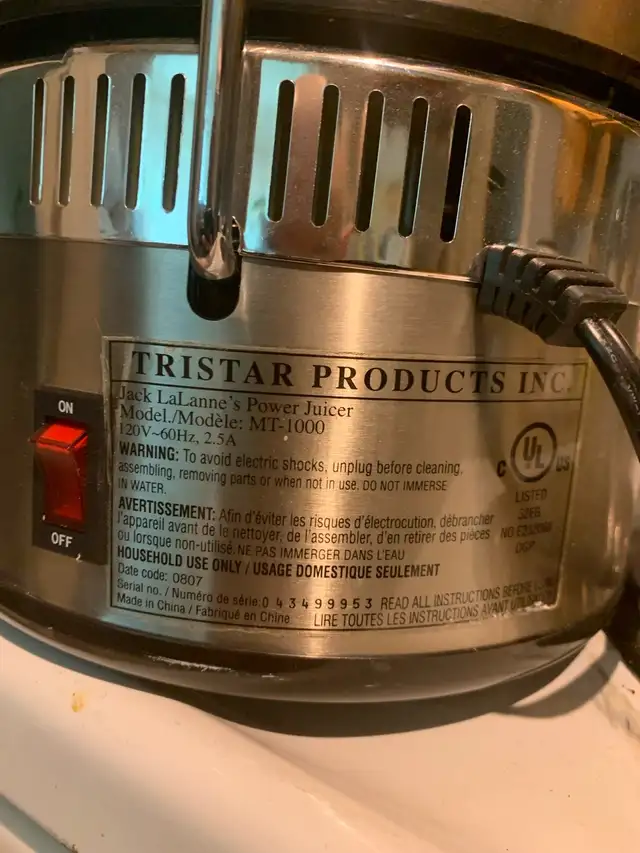 ON
OFF
TRISTAR PRODUCTS INC.
Jack LaLanne's Power Juicer
Model./Modèle: MT-1000
120V~60Hz, 2.5A
WARNING: To avoid electric shocks, unplug before cleaning,
assembling, removing parts or when not in use. DO NOT IMMERSE
IN WATER.
AVERTISSEMENT: Afin d'éviter les risques d'électrocution, débrancher
l'appareil avant de le nettoyer, de l'assembler, d'en retirer des pièces
ou lorsque non-utilisé. NE PAS IMMERGER DANS L'EAU
HOUSEHOLD USE ONLY / USAGE DOMESTIQUE SEULEMENT
Date code: 0807
Serial no. / Numéro de série: 0 4 3 4 9 9 9 5 3 READ ALL INSTRUCTIONS BEFORE
Made in China / Fabriqué en Chine LIRE TOUTES LES INSTRUCTIONS AVANT
C UL US
LISTED